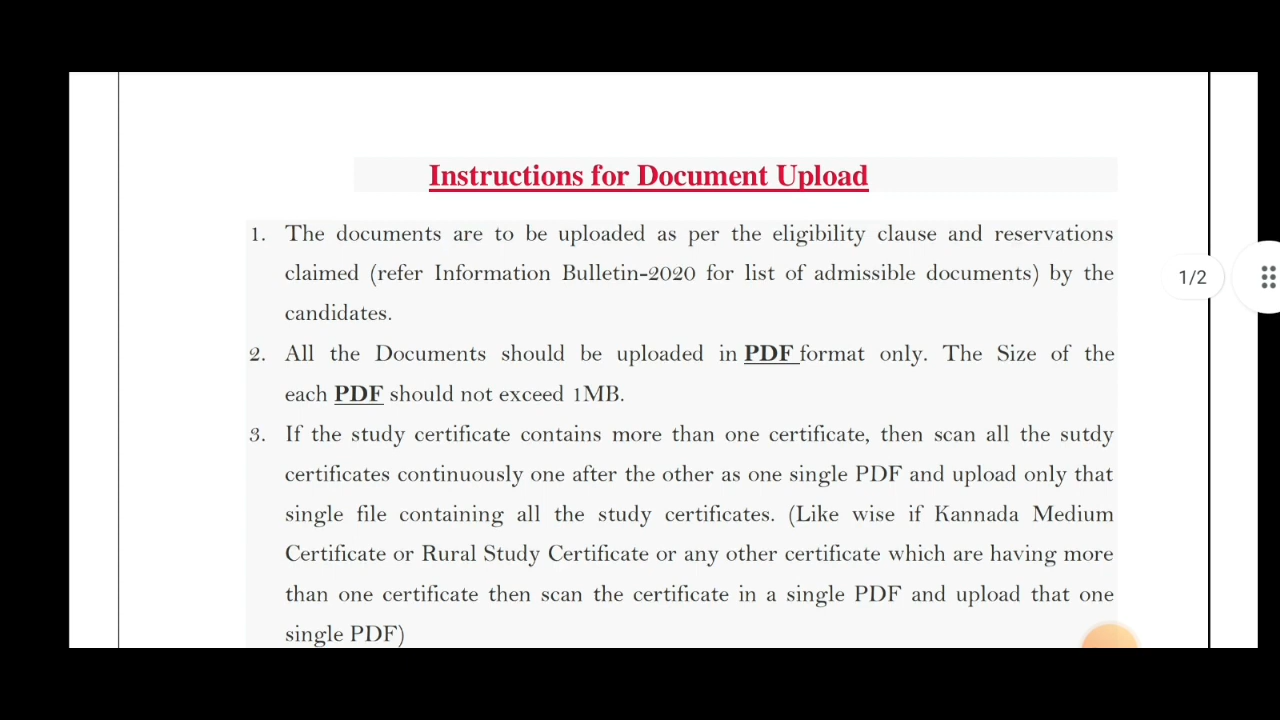 Instructions for Document Upload
1. The documents are to be uploaded as per the eligibility clause and reservations
claimed (refer Information Bulletin-2020 for list of admissible documents) by the
candidates.
2. All the Documents should be uploaded in PDF format only. The Size of the
each PDF should not exceed 1MB.
3. If the study certificate contains more than one certificate, then scan all the sutdy
certificates continuously one after the other as one single PDF and upload only that
single file containing all the study certificates. (Like wise if Kannada Medium
Certificate or Rural Study Certificate or any other certificate which are having more
than one certificate then scan the certificate in a single PDF and upload that one
single PDF)
1/2